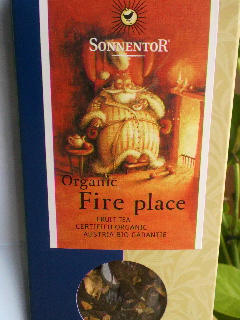 SONNENTOR®
Organic
Fire place
FRUIT TEA
CERTIFIED ORGANIC
AUSTRIA BIO GARANTIE